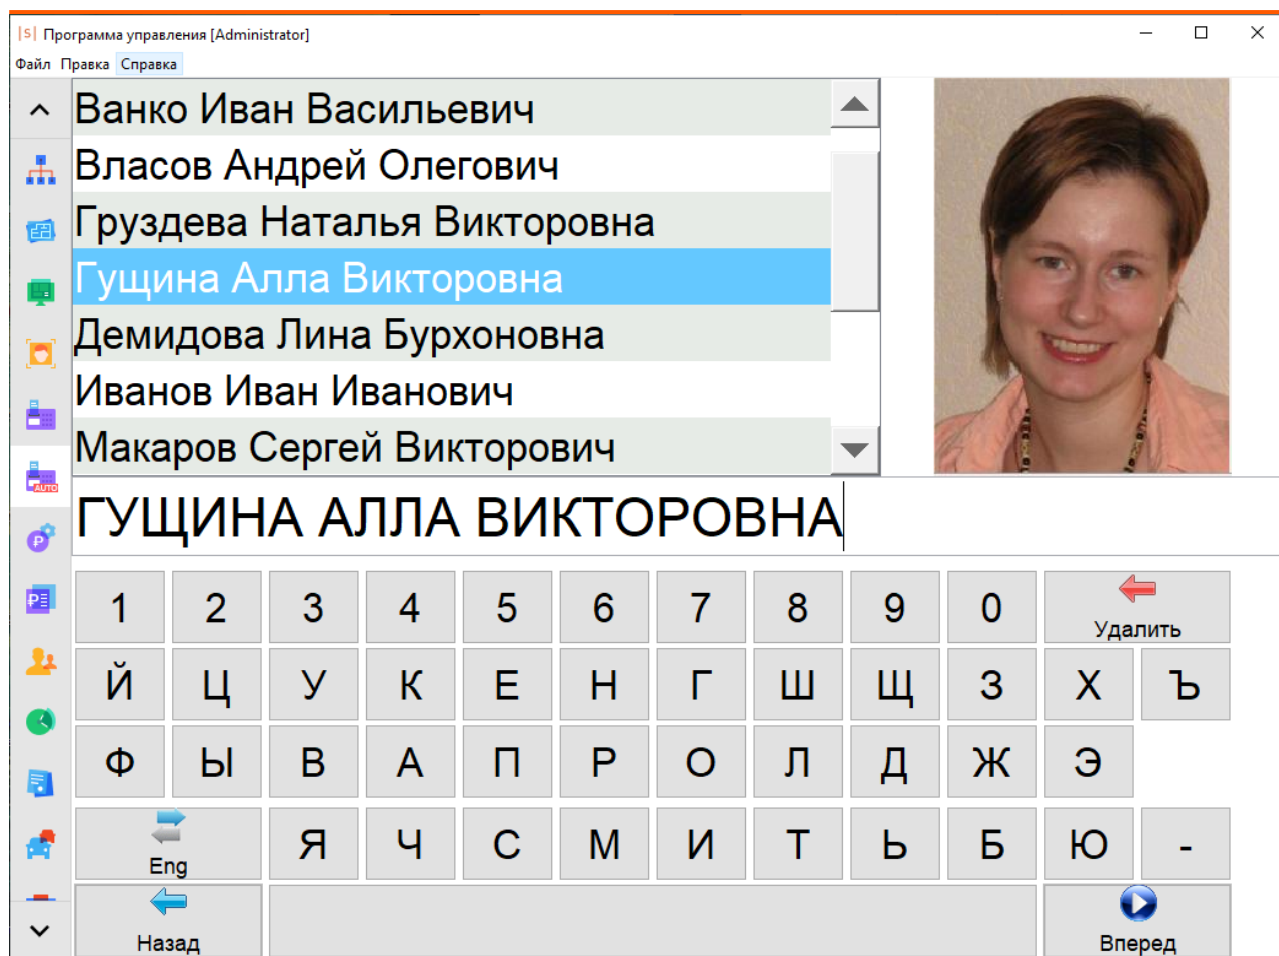 |S| Программа управления [Administrator]
Файл Правка Справка
Ванко Иван Васильевич
Власов Андрей Олегович
Груздева Наталья Викторовна
Гущина Алла Викторовна
Демидова Лина Бурхоновна
Иванов Иван Иванович
Макаров Сергей Викторович
AUTO
ГУЩИНА АЛЛА ВИКТОРОВНА
1 2 3 4 5 6 7 8 9 0 Удалить
Й Ц У К Е Н Г Ш Щ З Х Ъ
Ф Ы В А П Р О Л Д Ж Э
Eng Я Ч С М И Т Ь Б Ю -
Назад Вперед